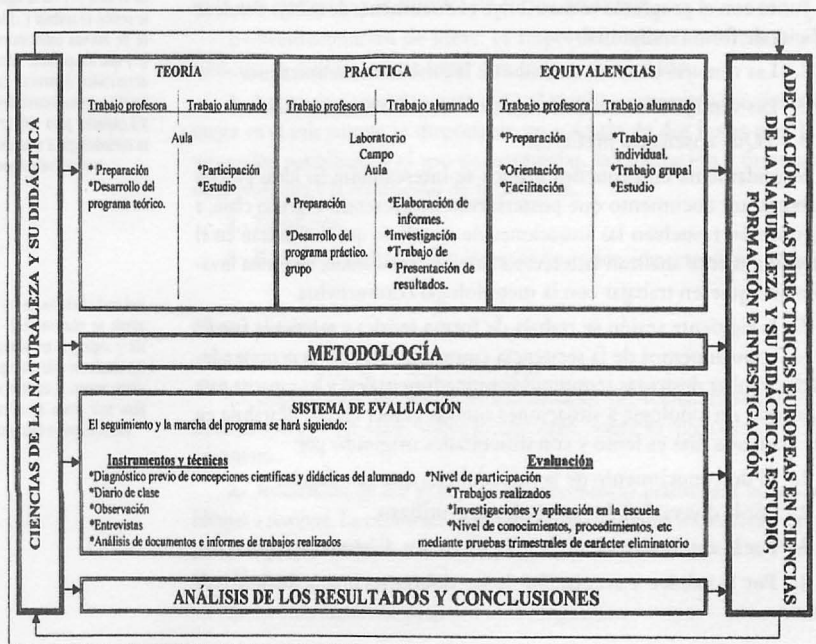 CIENCIAS DE LA NATURALEZA Y SU DIDÁCTICA
TEORÍA
Trabajo profesora Trabajo alumnado
Aula
*Preparación *Participación
*Desarrollo del *Estudio
programa teórico.
PRÁCTICA
Trabajo profesora Trabajo alumnado
Laboratorio
Campo
Aula
*Preparación *Elaboración de
informes.
*Desarrollo del *Investigación
programa práctico. *Trabajo de
grupo * Presentación de
resultados.
EQUIVALENCIAS
Trabajo profesora Trabajo alumnado
*Preparación *Trabajo
individual.
*Orientación *Trabajo grupal
*Facilitación *Estudio
METODOLOGÍA
SISTEMA DE EVALUACIÓN
El seguimiento y la marcha del programa se hará siguiendo:
Instrumentos y técnicas
*Diagnóstico previo de concepciones científicas y didácticas del alumnado
*Diario de clase
*Observación
*Entrevistas
*Análisis de documentos e informes de trabajos realizados
Evaluación
*Nivel de participación
*Trabajos realizados
*Investigaciones y aplicación en la escuela
*Nivel de conocimientos, procedimientos, etc
mediante pruebas trimestrales de carácter eliminatorio
ANÁLISIS DE LOS RESULTADOS Y CONCLUSIONES
ADECUACIÓN A LAS DIRECTRICES EUROPEAS EN CIENCIAS
DE LA NATURALEZA Y SU DIDÁCTICA: ESTUDIO,
FORMACIÓN E INVESTIGACIÓN